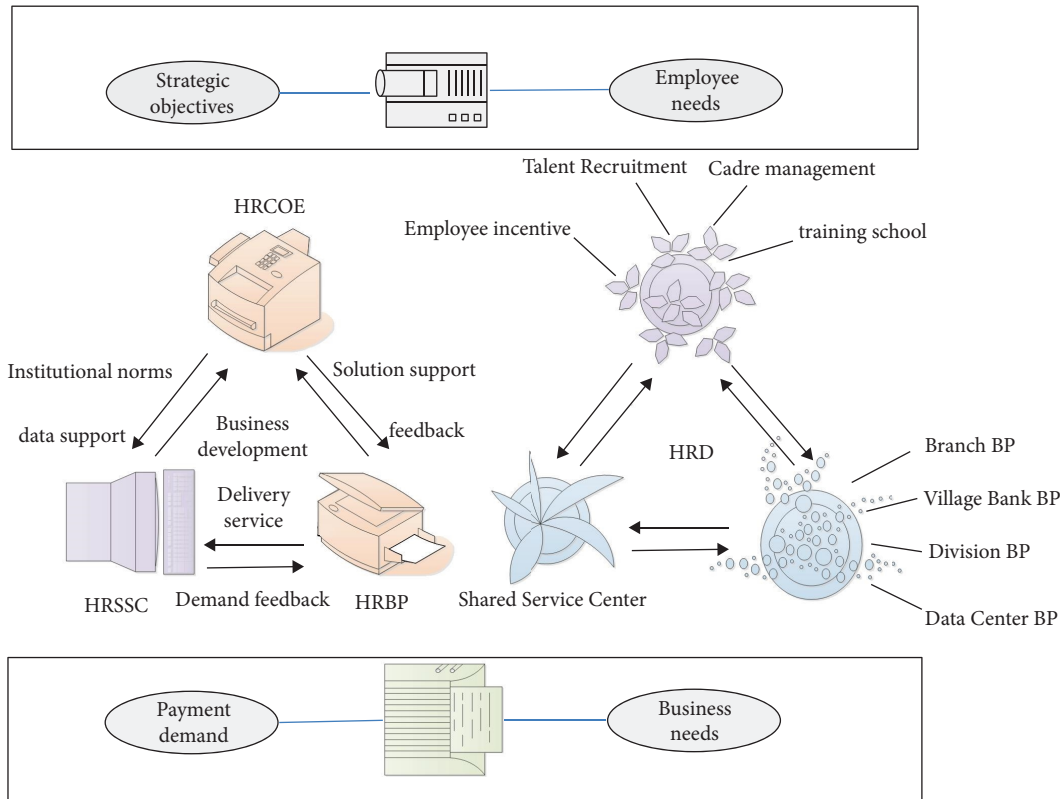 Strategic
objectives
Employee
needs
Talent Recruitment
Cadre management
HRCOE
Employee incentive
training school
Institutional norms
Solution support
data support
Business
development
feedback
HRD
Branch BP
Delivery
service
Village Bank BP
Division BP
HRSSC
Demand feedback
HRBP
Shared Service Center
Data Center BP
Payment
demand
Business
needs